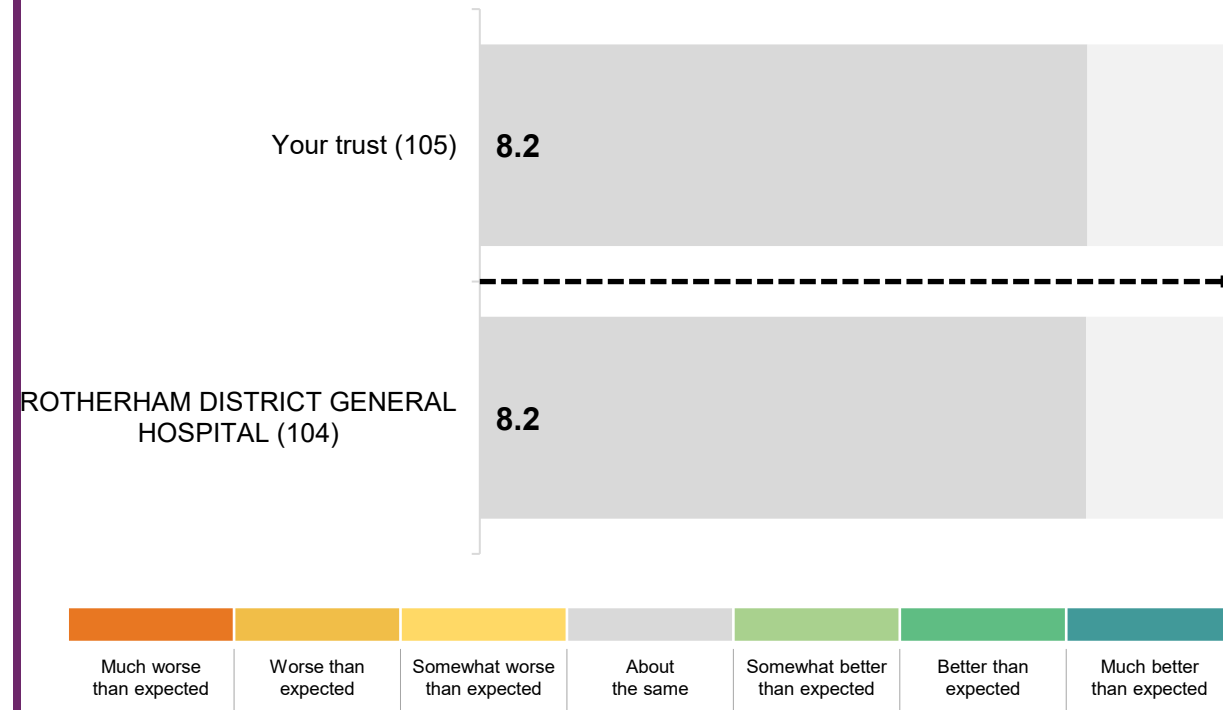 Your trust (105)
8.2
ROTHERHAM DISTRICT GENERAL
HOSPITAL (104)
8.2
Much worse
than expected
Worse than
expected
Somewhat worse
than expected
About
the same
Somewhat better
than expected
Better than
expected
Much better
than expected